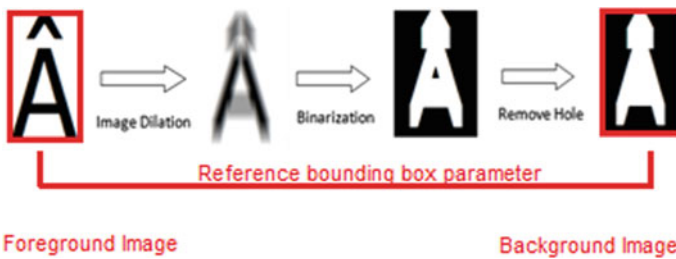 Â
Image Dilation
Binarization
Remove Hole
Reference bounding box parameter
Foreground Image
Background Image